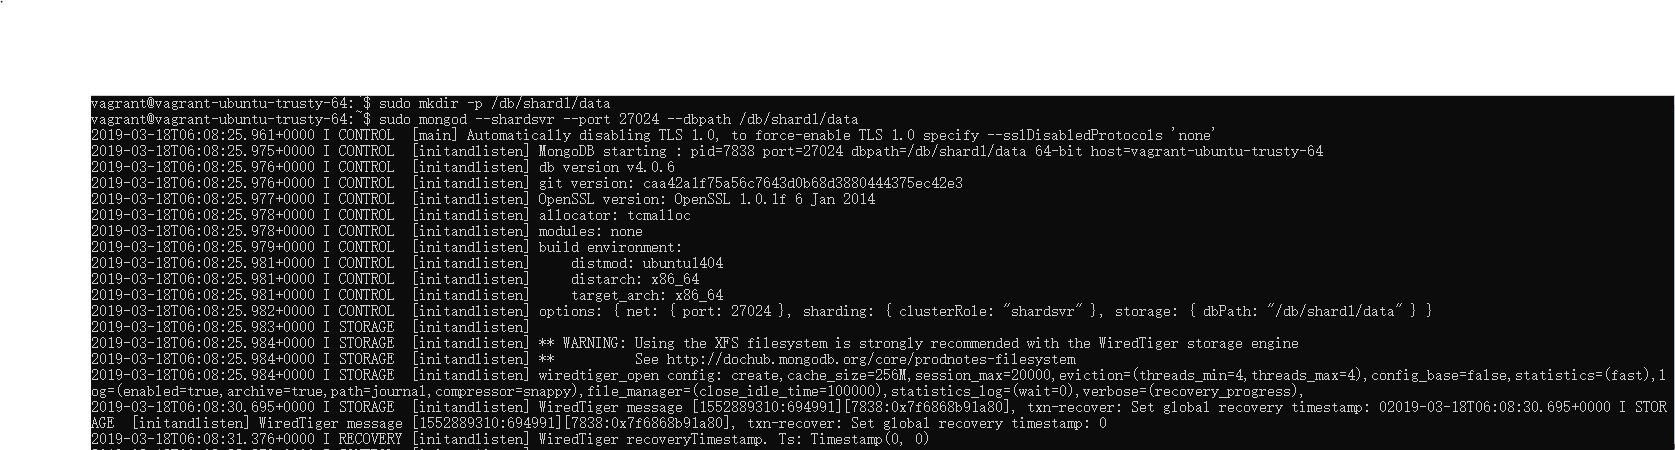 vagrant@vagrant-ubuntu-trusty-64:~$ sudo mkdir -p /db/shard1/data
vagrant@vagrant-ubuntu-trusty-64:~$ sudo mongod --shardsvr --port 27024 --dbpath /db/shard1/data
2019-03-18T06:08:25.961+0000 I CONTROL  [main] Automatically disabling TLS 1.0, to force-enable TLS 1.0 specify --sslDisabledProtocols 'none'
2019-03-18T06:08:25.975+0000 I CONTROL  [initandlisten] MongoDB starting : pid=7838 port=27024 dbpath=/db/shard1/data 64-bit host=vagrant-ubuntu-trusty-64
2019-03-18T06:08:25.976+0000 I CONTROL  [initandlisten] db version v4.0.6
2019-03-18T06:08:25.976+0000 I CONTROL  [initandlisten] git version: caa42a1f75a56c7643d0b68d3880444375ec42e3
2019-03-18T06:08:25.977+0000 I CONTROL  [initandlisten] OpenSSL version: OpenSSL 1.0.1f 6 Jan 2014
2019-03-18T06:08:25.978+0000 I CONTROL  [initandlisten] allocator: tcmalloc
2019-03-18T06:08:25.978+0000 I CONTROL  [initandlisten] modules: none
2019-03-18T06:08:25.979+0000 I CONTROL  [initandlisten] build environment:
2019-03-18T06:08:25.981+0000 I CONTROL  [initandlisten]     distmod: ubuntu1404
2019-03-18T06:08:25.981+0000 I CONTROL  [initandlisten]     distarch: x86_64
2019-03-18T06:08:25.981+0000 I CONTROL  [initandlisten]     target_arch: x86_64
2019-03-18T06:08:25.982+0000 I CONTROL  [initandlisten] options: { net: { port: 27024 }, sharding: { clusterRole: "shardsvr" }, storage: { dbPath: "/db/shard1/data" } }
2019-03-18T06:08:25.983+0000 I STORAGE  [initandlisten]
2019-03-18T06:08:25.984+0000 I STORAGE  [initandlisten] ** WARNING: Using the XFS filesystem is strongly recommended with the WiredTiger storage engine
2019-03-18T06:08:25.984+0000 I STORAGE  [initandlisten] **          See http://dochub.mongodb.org/core/prodnotes-filesystem
2019-03-18T06:08:25.984+0000 I STORAGE  [initandlisten] wiredtiger_open config: create,cache_size=256M,session_max=20000,eviction=(threads_min=4,threads_max=4),config_base=false,statistics=(fast),l
og=(enabled=true,archive=true,path=journal,compressor=snappy),file_manager=(close_idle_time=100000),statistics_log=(wait=0),verbose=(recovery_progress),
2019-03-18T06:08:30.695+0000 I STORAGE  [initandlisten] WiredTiger message [1552889310:694991][7838:0x7f6868b91a80], txn-recover: Set global recovery timestamp: 02019-03-18T06:08:30.695+0000 I STOR
AGE  [initandlisten] WiredTiger message [1552889310:694991][7838:0x7f6868b91a80], txn-recover: Set global recovery timestamp: 0
2019-03-18T06:08:31.376+0000 I RECOVERY [initandlisten] WiredTiger recoveryTimestamp. Ts: Timestamp(0, 0)